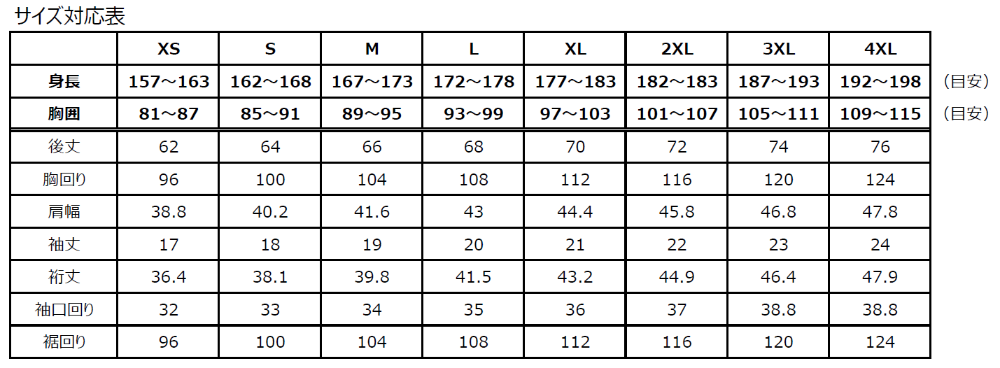 サイズ対応表
XS S M L XL 2XL 3XL 4XL
身長 157～163 162～168 167～173 172～178 177～183 182～183 187～193 192～198 （目安）
胸囲 81～87 85～91 89～95 93～99 97～103 101～107 105～111 109～115 （目安）
後丈 62 64 66 68 70 72 74 76
胸回り 96 100 104 108 112 116 120 124
肩幅 38.8 40.2 41.6 43 44.4 45.8 46.8 47.8
袖丈 17 18 19 20 21 22 23 24
裄丈 36.4 38.1 39.8 41.5 43.2 44.9 46.4 47.9
袖口回り 32 33 34 35 36 37 38.8 38.8
裾回り 96 100 104 108 112 116 120 124